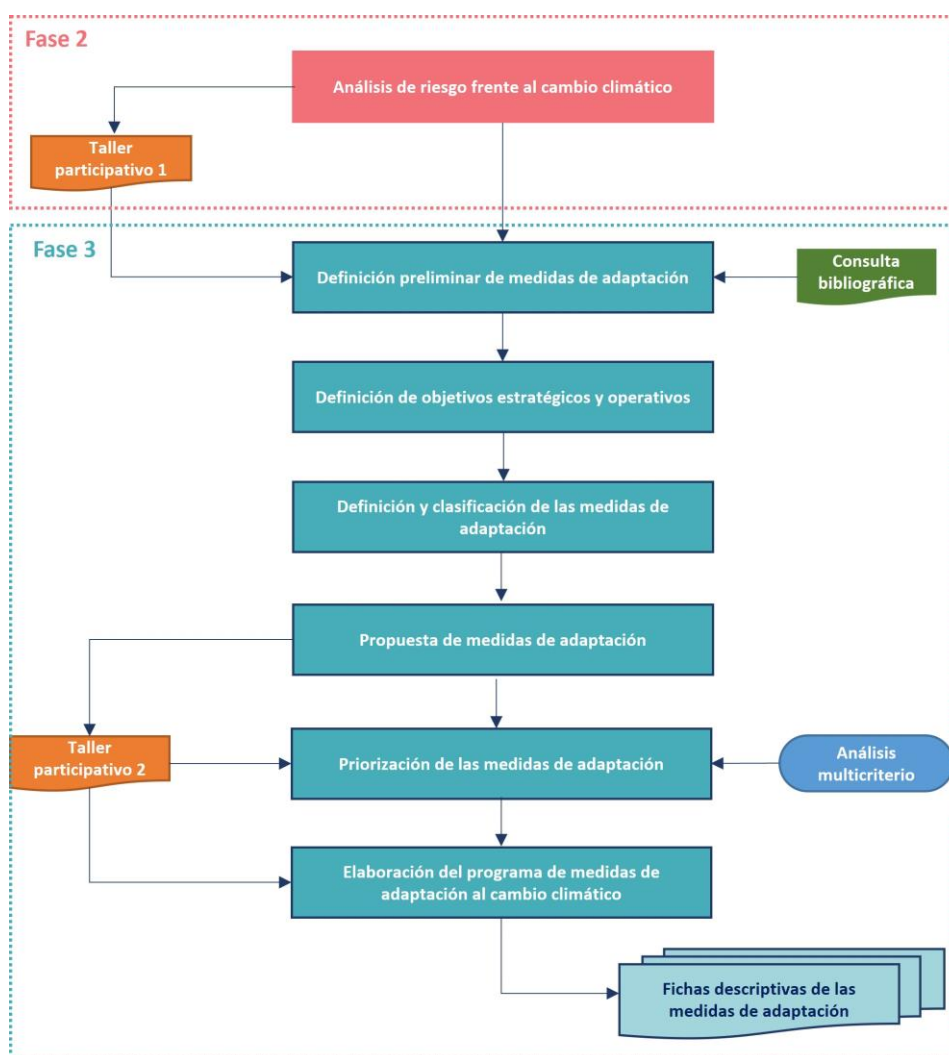 Fase 2
Análisis de riesgo frente al cambio climático
Taller
participativo 1
Fase 3
Definición preliminar de medidas de adaptación
Consulta
bibliográfica
Definición de objetivos estratégicos y operativos
Definición y clasificación de las medidas de
adaptación
Propuesta de medidas de adaptación
Taller
participativo 2
Priorización de las medidas de adaptación
Análisis
multicriterio
Elaboración del programa de medidas de
adaptación al cambio climático
Fichas descriptivas de las
medidas de adaptación